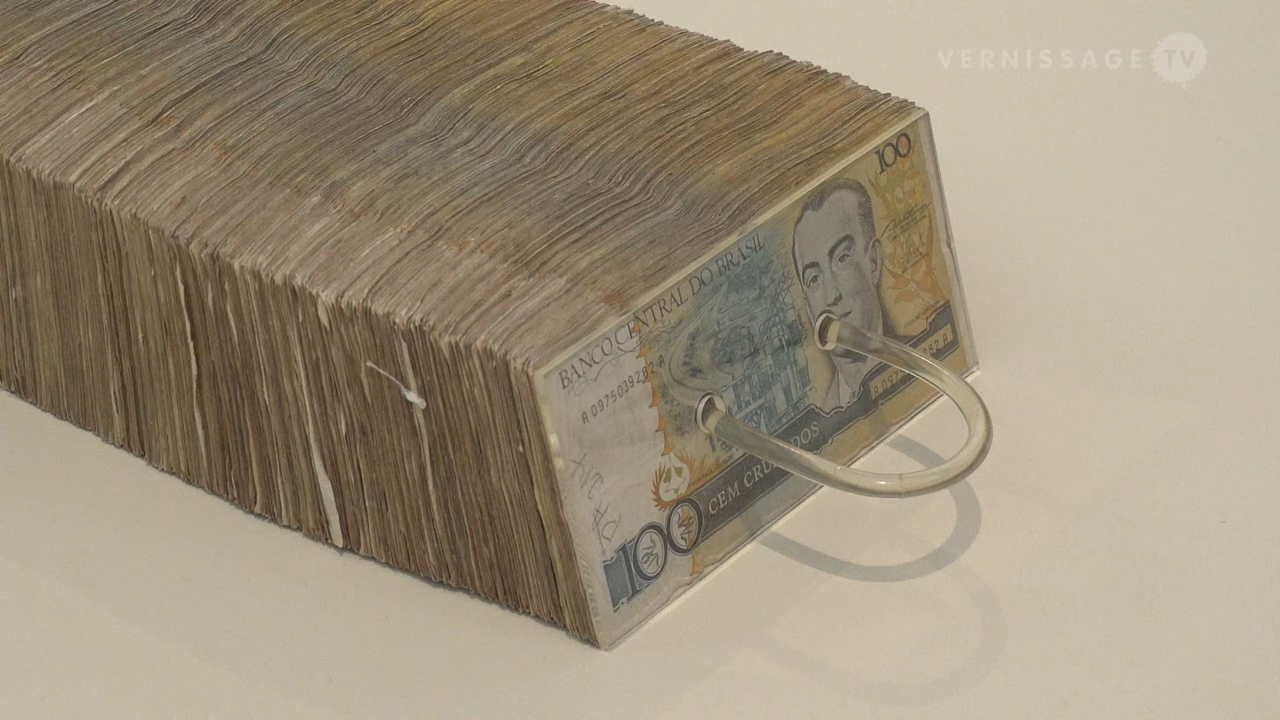 VERNISSAGE TV
100
BANCO CENTRAL DO BRASIL
A 0975039282 A
CEM CRUZADOS
100